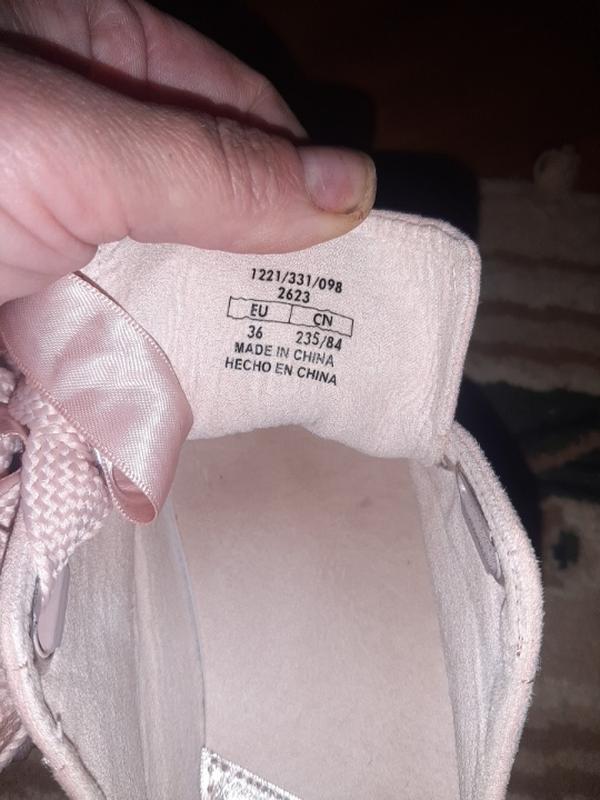 1221/331/098
2623
EU CN
36 235/84
MADE IN CHINA
HECHO EN CHINA